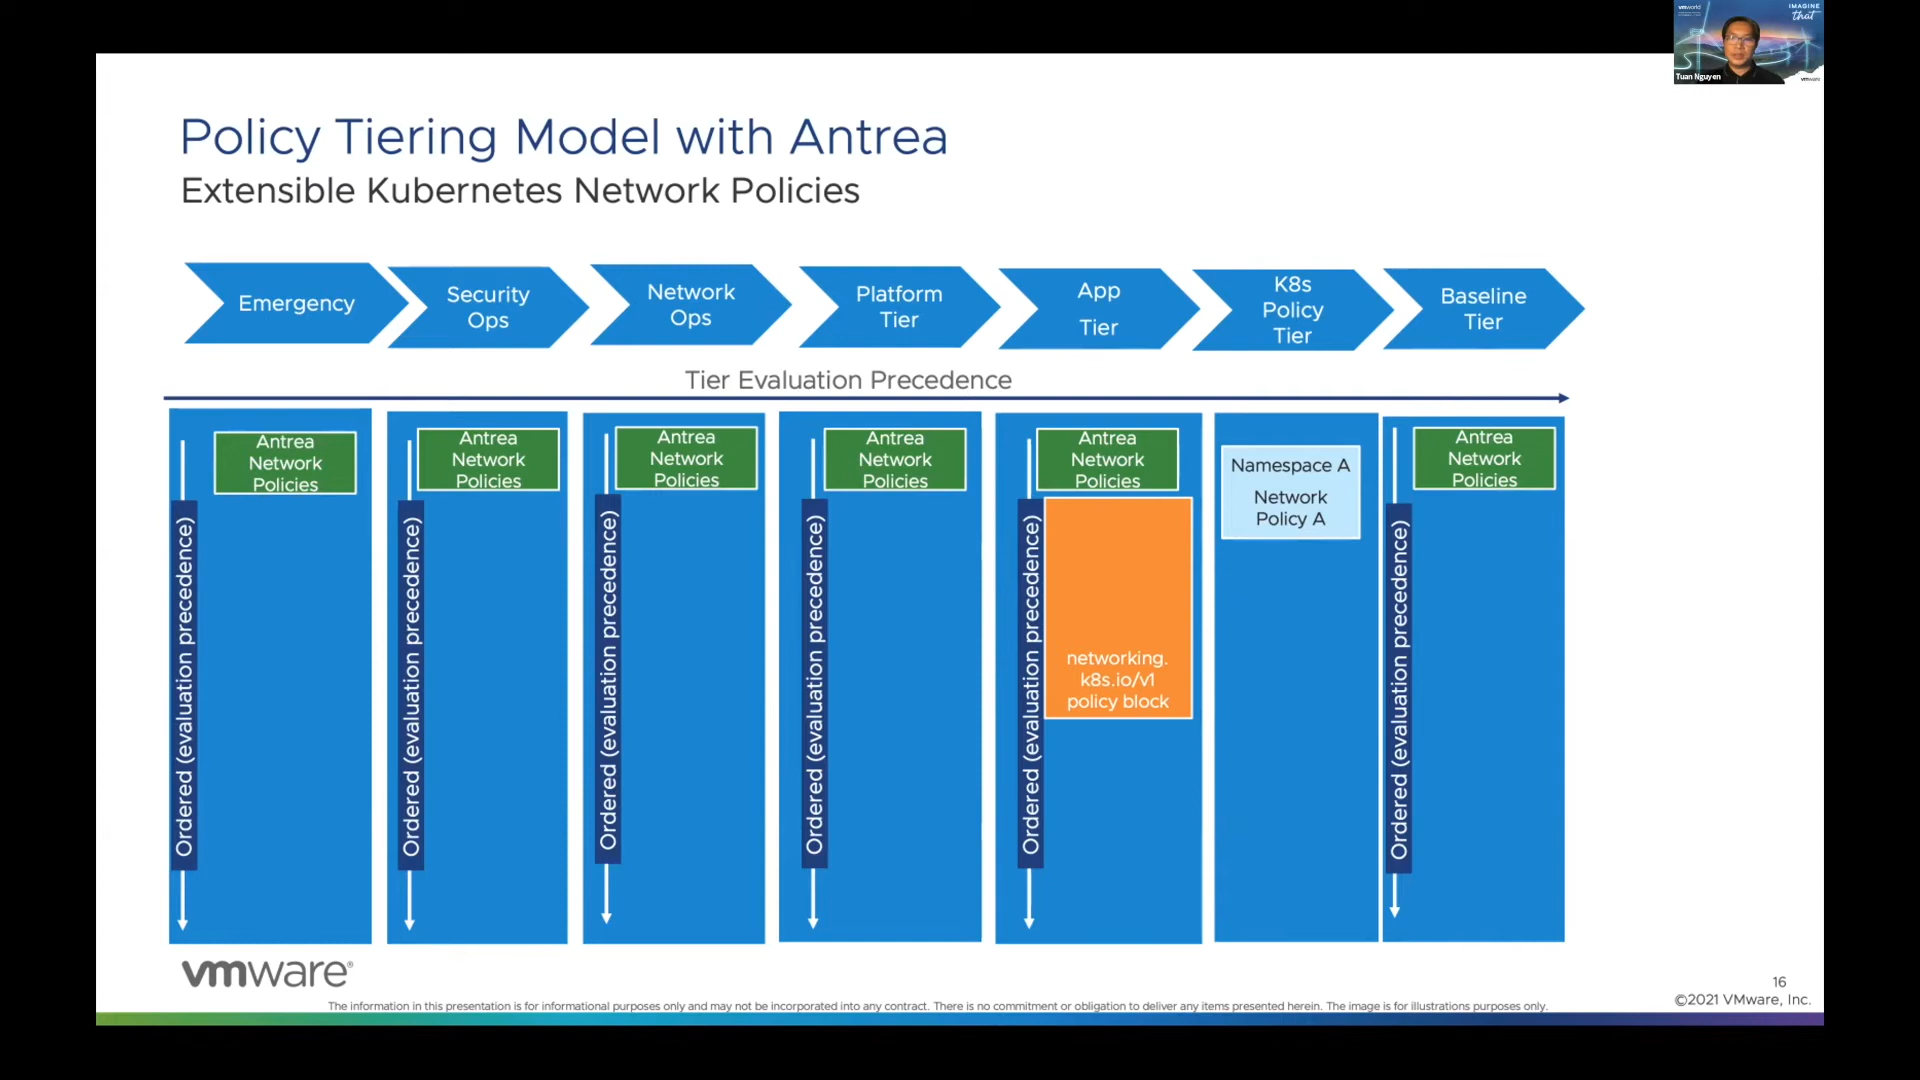 vmworld
IMAGINE
that
Tuan Nguyen
vmware
Policy Tiering Model with Antrea
Extensible Kubernetes Network Policies
Emergency
Security
Ops
Network
Ops
Platform
Tier
App
Tier
K8s
Policy
Tier
Baseline
Tier
Tier Evaluation Precedence
Antrea
Network
Policies
Ordered (evaluation precedence)
Antrea
Network
Policies
Ordered (evaluation precedence)
Antrea
Network
Policies
Ordered (evaluation precedence)
Antrea
Network
Policies
Ordered (evaluation precedence)
Antrea
Network
Policies
Ordered (evaluation precedence)
networking.
k8s.io/v1
policy block
Namespace A
Network
Policy A
Antrea
Network
Policies
Ordered (evaluation precedence)
vmware®
16
©2021 VMware, Inc.
The information in this presentation is for informational purposes only and may not be incorporated into any contract. There is no commitment or obligation to deliver any items presented herein. The image is for illustrations purposes only.